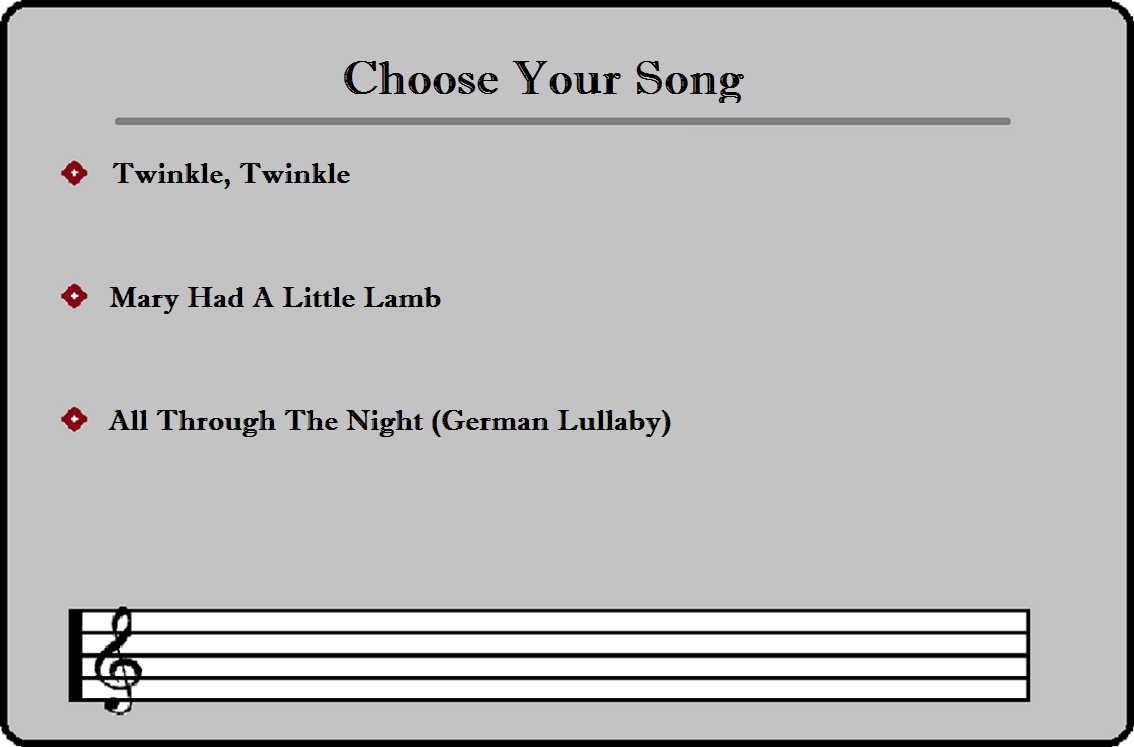 Choose Your Song
Twinkle, Twinkle
Mary Had A Little Lamb
All Through The Night (German Lullaby)